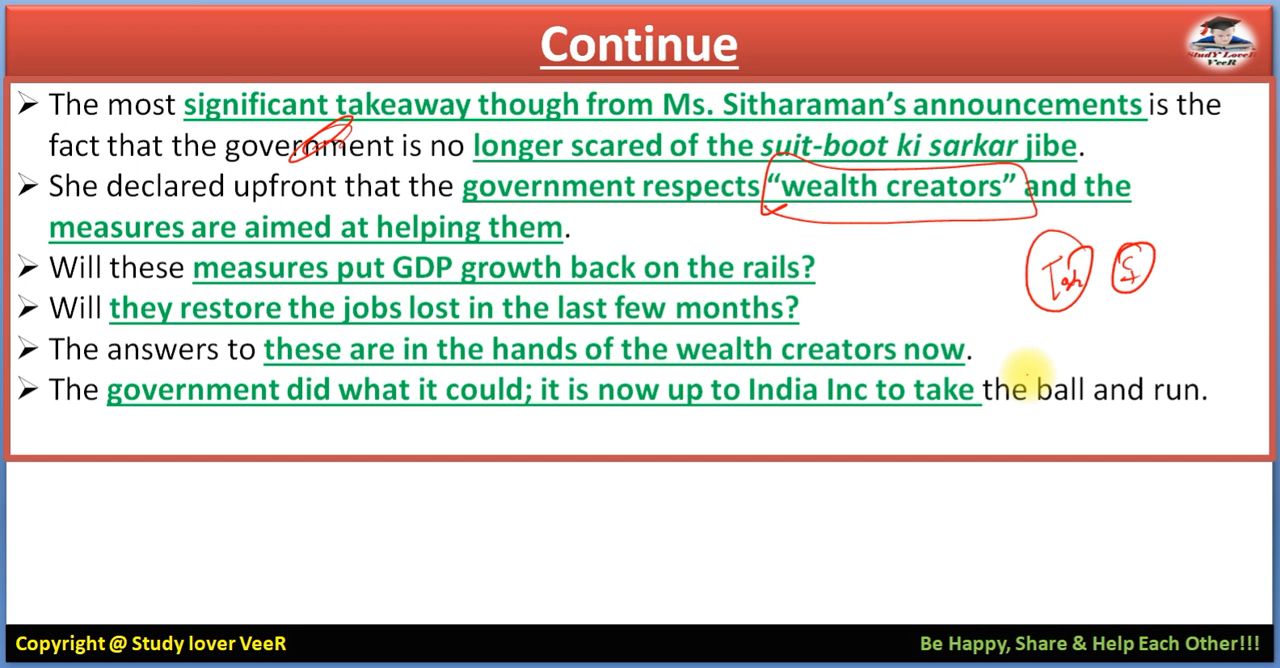 Continue
StudY LoveR
VeeR
➢ The most significant takeaway though from Ms. Sitharaman’s announcements is the
fact that the government is no longer scared of the suit-boot ki sarkar jibe.
➢ She declared upfront that the government respects “wealth creators” and the
measures are aimed at helping them.
➢ Will these measures put GDP growth back on the rails?
➢ Will they restore the jobs lost in the last few months?
➢ The answers to these are in the hands of the wealth creators now.
➢ The government did what it could; it is now up to India Inc to take the ball and run.
Copyright @ Study lover VeeR
Be Happy, Share & Help Each Other!!!